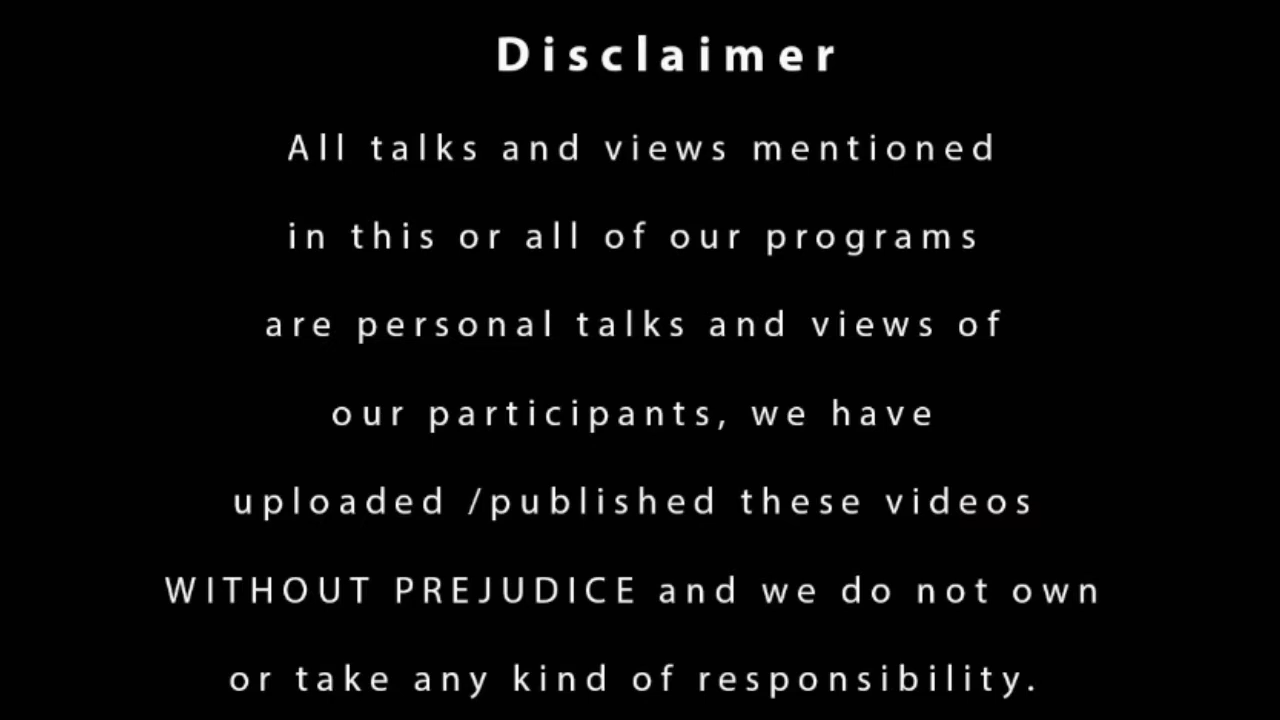 Disclaimer
All talks and views mentioned
in this or all of our programs
are personal talks and views of
our participants, we have
uploaded /published these videos
WITHOUT PREJUDICE and we do not own
or take any kind of responsibility.